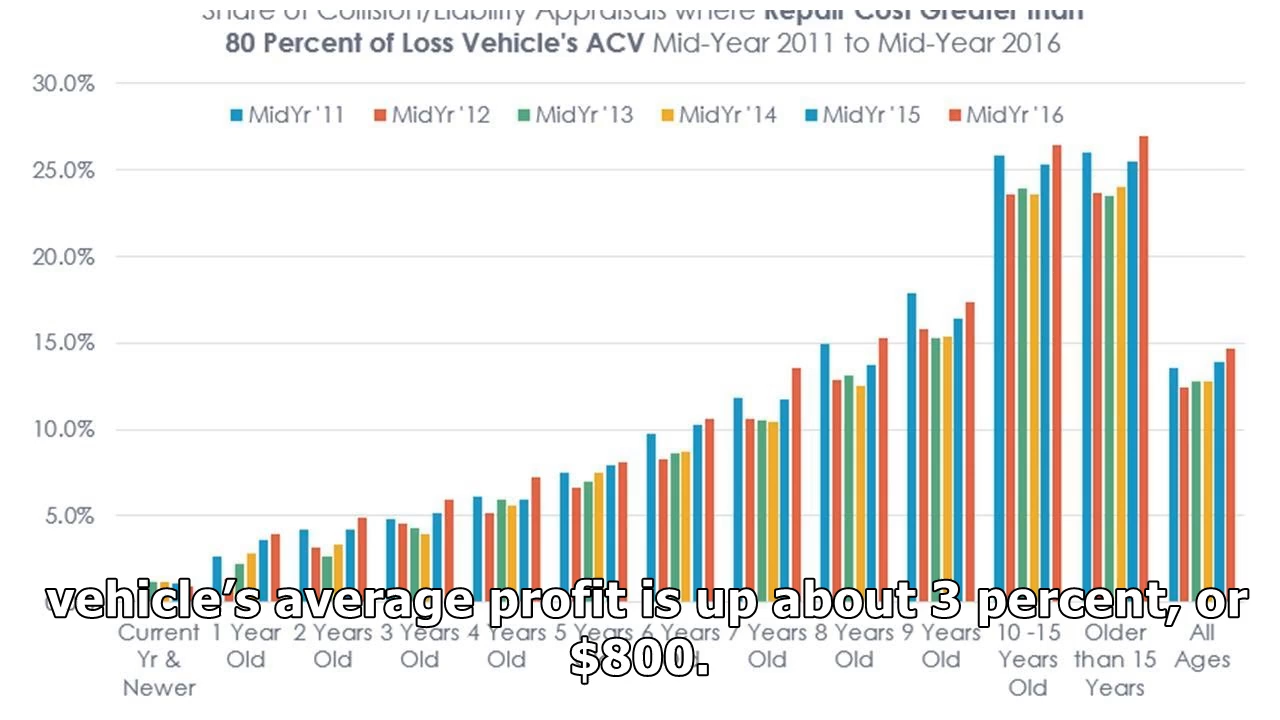 Share of Collision/Liability Appraisals where Repair Cost Greater than
80 Percent of Loss Vehicle's ACV Mid-Year 2011 to Mid-Year 2016
30.0%
MidYr '11 MidYr '12 MidYr '13 MidYr '14 MidYr '15 MidYr '16
25.0%
20.0%
15.0%
10.0%
5.0%
vehicle's average profit is up about 3 percent, or
$800.
Current Yr & Newer
1 Year Old
2 Years Old
3 Years Old
4 Years Old
5 Years
6 Years
7 Years Old
8 Years Old
9 Years Old
10 -15 Years Old
Older than 15 Years
All Ages